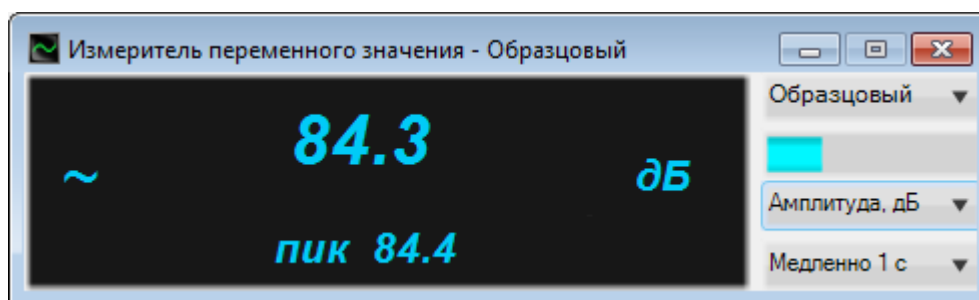 Измеритель переменного значения - Образцовый
84.3
~
дБ
пик 84.4
Образцовый
Амплитуда, дБ
Медленно 1 с